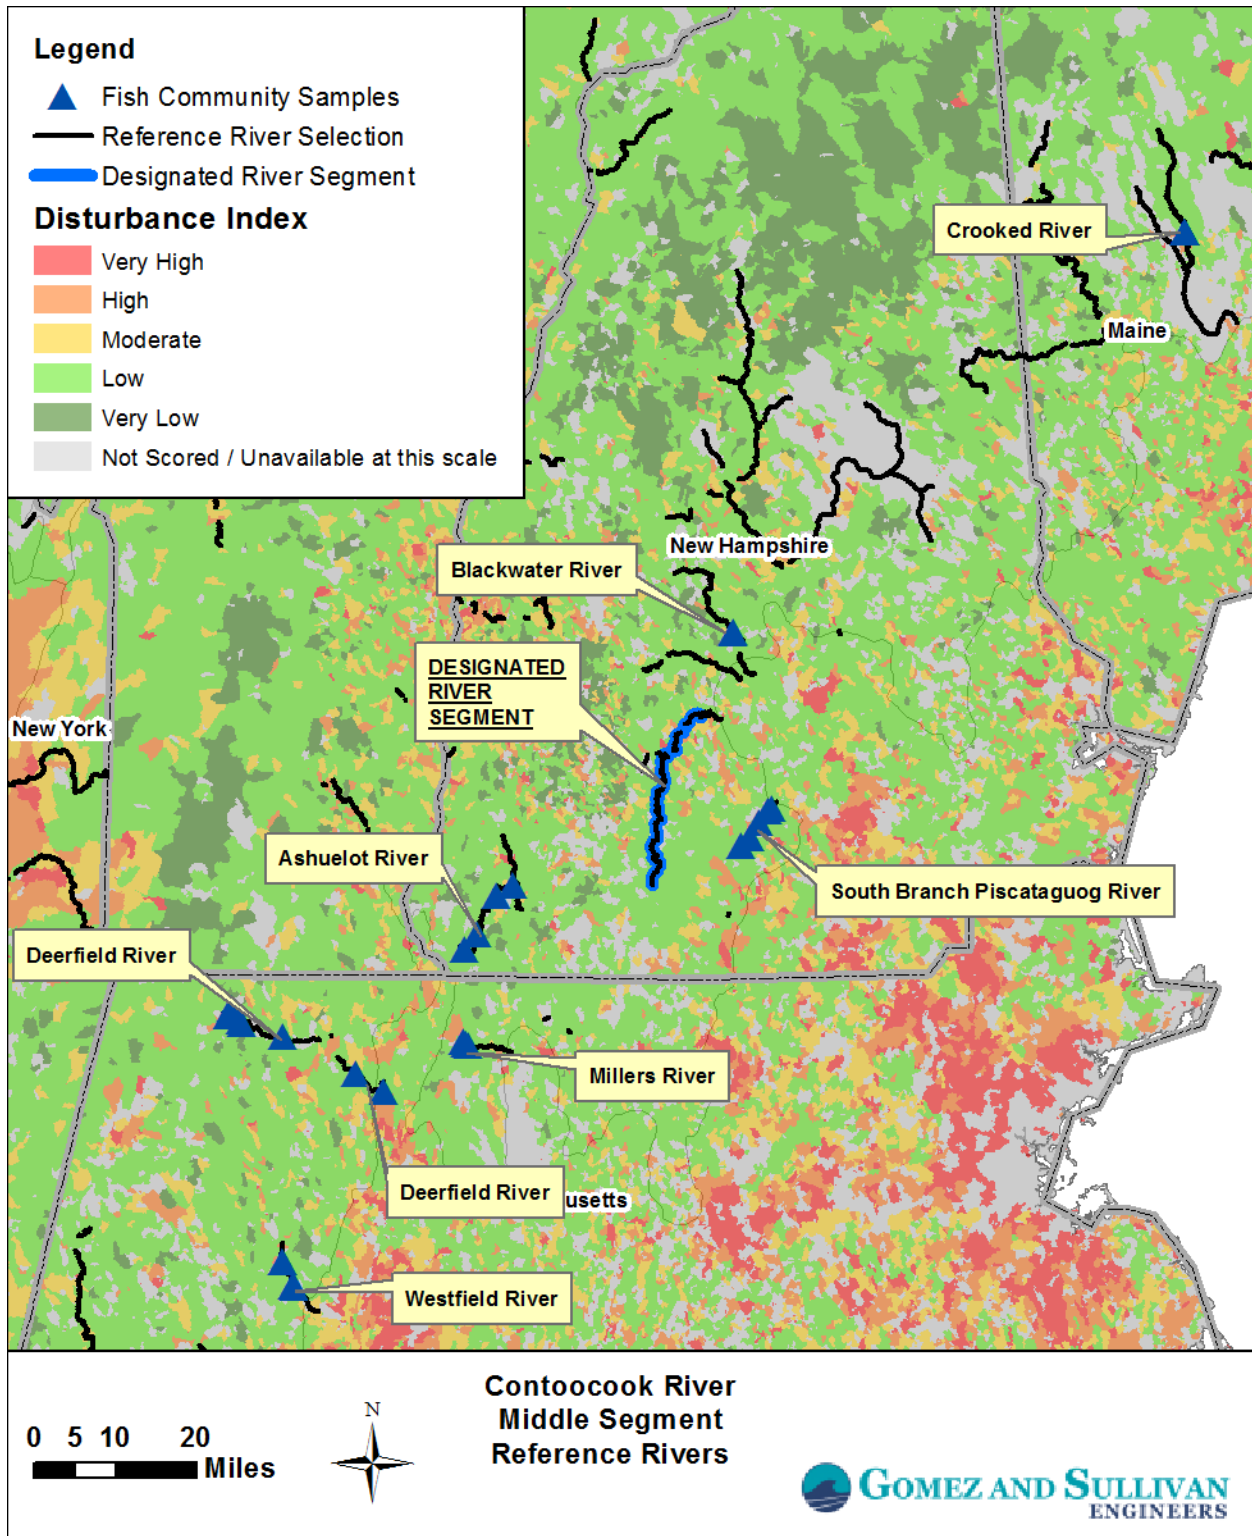 Legend
Fish Community Samples
Reference River Selection
Designated River Segment
Disturbance Index
Very High
High
Moderate
Low
Very Low
Not Scored / Unavailable at this scale
Crooked River
Maine
New Hampshire
Blackwater River
DESIGNATED
RIVER
SEGMENT
New York
Ashuelot River
South Branch Piscataguog River
Deerfield River
Millers River
Deerfield River
usetts
Westfield River
Contoocook River
Middle Segment
Reference Rivers
0 5 10 20
Miles
N
GOMEZ AND SULLIVAN
ENGINEERS